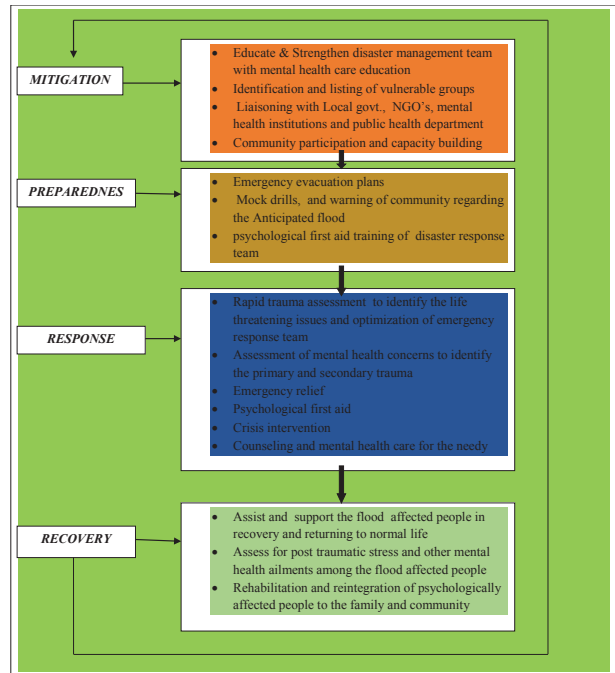 MITIGATION
• Educate & Strengthen disaster management team
with mental health care education
• Identification and listing of vulnerable groups
• Liaisoning with Local govt., NGO's, mental
health institutions and public health department
• Community participation and capacity building
PREPAREDNES
• Emergency evacuation plans
• Mock drills, and warning of community regarding
the Anticipated flood
• psychological first aid training of disaster response
team
RESPONSE
• Rapid trauma assessment to identify the life
threatening issues and optimization of emergency
response team
• Assessment of mental health concerns to identify
the primary and secondary trauma
• Emergency relief
• Psychological first aid
• Crisis intervention
• Counseling and mental health care for the needy
RECOVERY
• Assist and support the flood affected people in
recovery and returning to normal life
• Assess for post traumatic stress and other mental
health ailments among the flood affected people
• Rehabilitation and reintegration of psychologically
affected people to the family and community